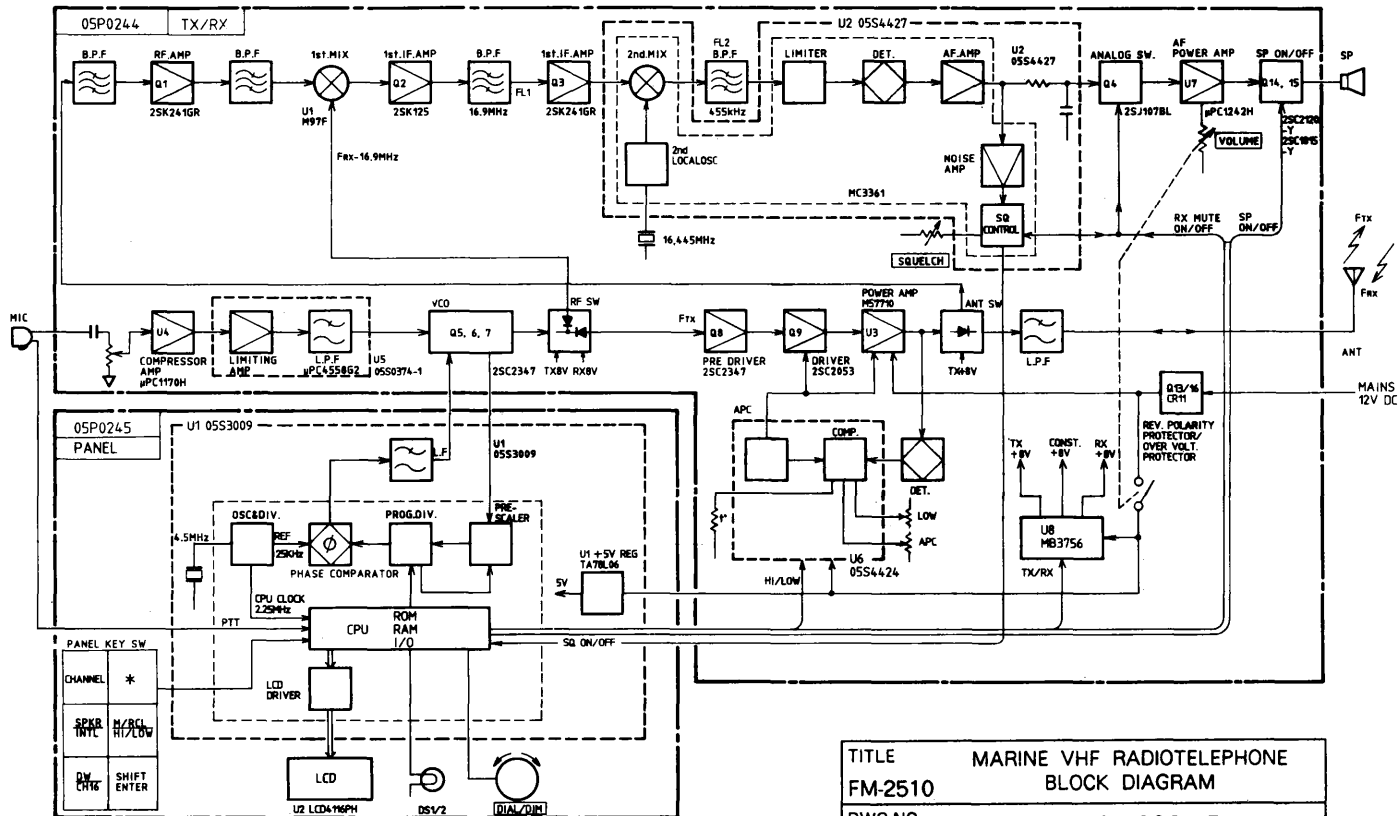 05P0244 TX/RX
U2 05S4427
B.P.F
RF.AMP
B.P.F
1st.MIX
1st.IF.AMP
B.P.F
1st.IF.AMP
2nd.MIX
FL2
B.P.F
LIMITER
DET.
AF.AMP
U2
05S4427
ANALOG SW.
AF
POWER AMP
SP ON/OFF
SP
Q1
Q2
Q3
Q4
U7
Q14, 15
2SK241GR
U1
M97F
2SK125
16.9MHz
FL1
2SK241GR
455kHz
2SJ107BL
µPC1242H
2SC2120
-Y
2SC1815
-Y
VOLUME
FRX-16.9MHz
2nd
LOCALOSC
NOISE
AMP
MC3361
SQ
CONTROL
16,445MHz
SQUELCH
RX MUTE
ON/OFF
SP
ON/OFF
FTX
FRX
ANT
MIC
U4
COMPRESSOR
AMP
µPC1170H
LIMITING
AMP
L.P.F
µPC4558G2
U5
05S0374-1
VCO
Q5, 6, 7
2SC2347
RF SW
TX8V RX8V
FTX
Q8
PRE DRIVER
2SC2347
Q9
DRIVER
2SC2053
POWER AMP
M57710
U3
ANT SW
TX+8V
L.P.F
MAINS
12V DC
Q13/16
CR11
REV. POLARITY
PROTECTOR/
OVER VOLT.
PROTECTOR
APC
COMP.
DET.
LOW
APC
U6
05S4424
HI/LOW
TX
+8V
CONST.
+8V
RX
+8V
U8
MB3756
TX/RX
05P0245
PANEL
U1 05S3009
L.F
U1
05S3009
OSC&DIV.
PROG.DIV.
PRE-
SCALER
4.5MHz
REF
25KHz
Φ
PHASE COMPARATOR
CPU CLOCK
2.25MHz
U1 +5V REG
TA78L06
5V
PTT
CPU
ROM
RAM
I/O
SQ ON/OFF
PANEL KEY SW
CHANNEL
*
SPKR
INTL
M/RCL
HI/LOW
DW
CH16
SHIFT
ENTER
LCD
DRIVER
LCD
U2 LCD4116PH
DS1/2
DIAL/DIM
TITLE
FM-2510
MARINE VHF RADIOTELEPHONE
BLOCK DIAGRAM